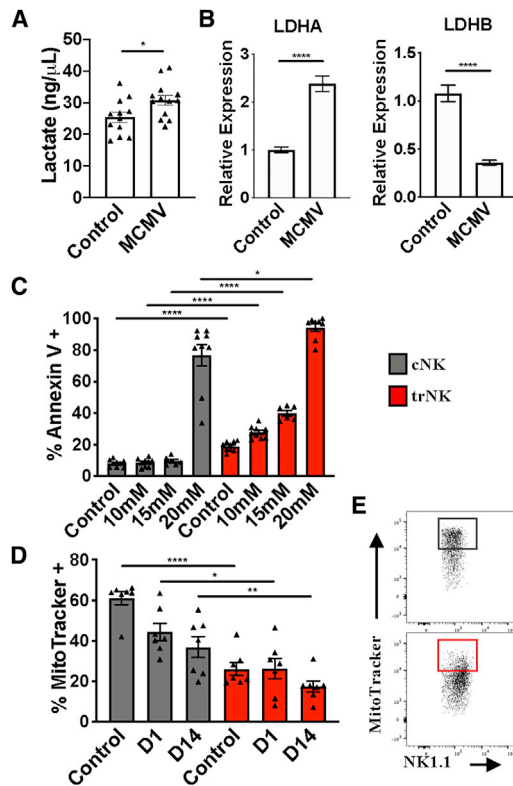 A
Lactate (ng/μL)
50
40
30
20
10
0
*
Control
MCMV
B
LDHA
Relative Expression
3
2
1
0
****
Control
MCMV
LDHB
Relative Expression
1.5
1.0
0.5
0.0
****
Control
MCMV
C
% Annexin V +
100
80
60
40
20
0
*
****
****
****
Control
10mM
15mM
20mM
Control
10mM
15mM
20mM
cNK
trNK
D
% MitoTracker +
80
60
40
20
0
****
*
**
Control
D1
D14
Control
D1
D14
E
MitoTracker
NK1.1